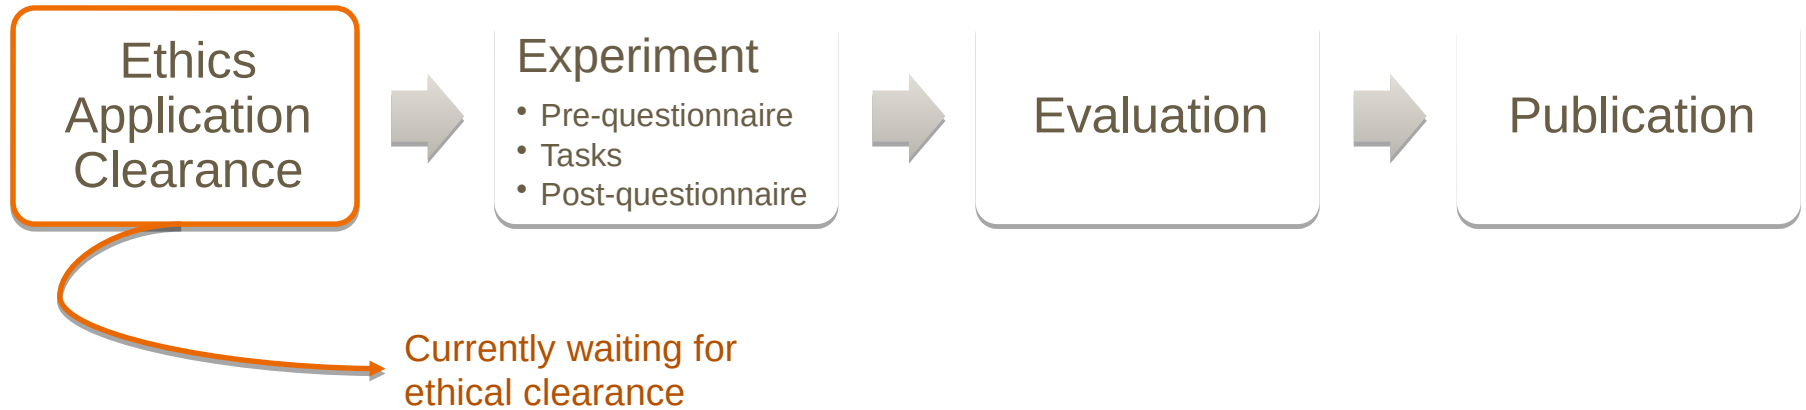 Ethics
Application
Clearance
Experiment
• Pre-questionnaire
• Tasks
• Post-questionnaire
Evaluation
Publication
Currently waiting for
ethical clearance